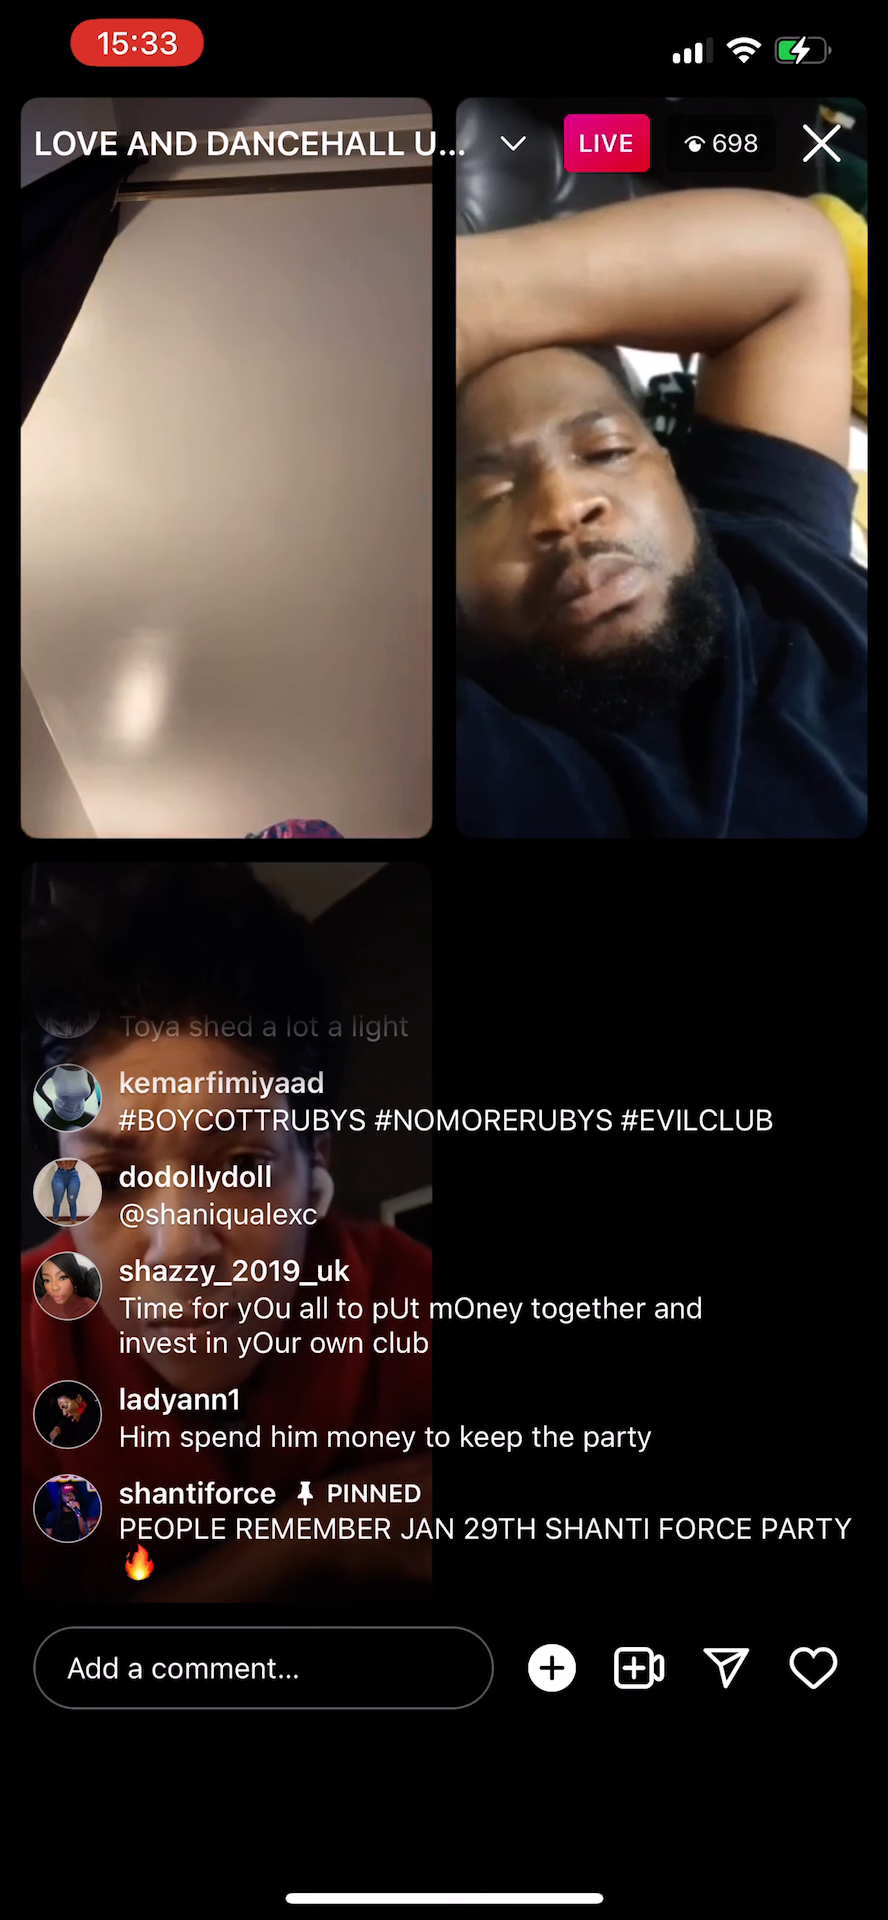 15:33
LOVE AND DANCEHALL U...
LIVE
698
Toya shed a lot a light
kemarfimiyaad
#BOYCOTTRUBYS #NOMORERUBYS #EVILCLUB
dodollydoll
@shaniqualexc
shazzy_2019_uk
Time for yOu all to pUt mOney together and
invest in yOur own club
ladyann1
Him spend him money to keep the party
shantiforce PINNED
PEOPLE REMEMBER JAN 29TH SHANTI FORCE PARTY
🔥
Add a comment...